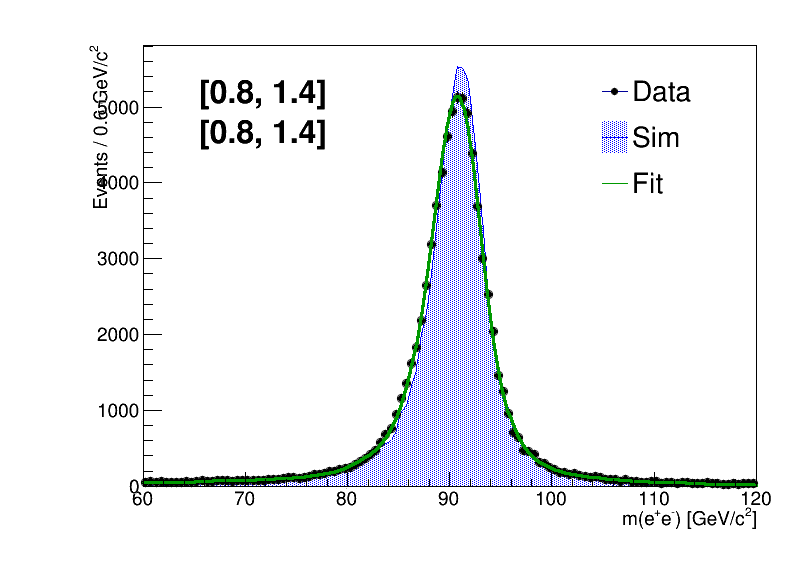 Events / 0.6 GeV/c²
[0.8, 1.4]
[0.8, 1.4]
Data
Sim
Fit
5000
4000
3000
2000
1000
0
60 70 80 90 100 110 120
m(e⁺e⁻) [GeV/c²]